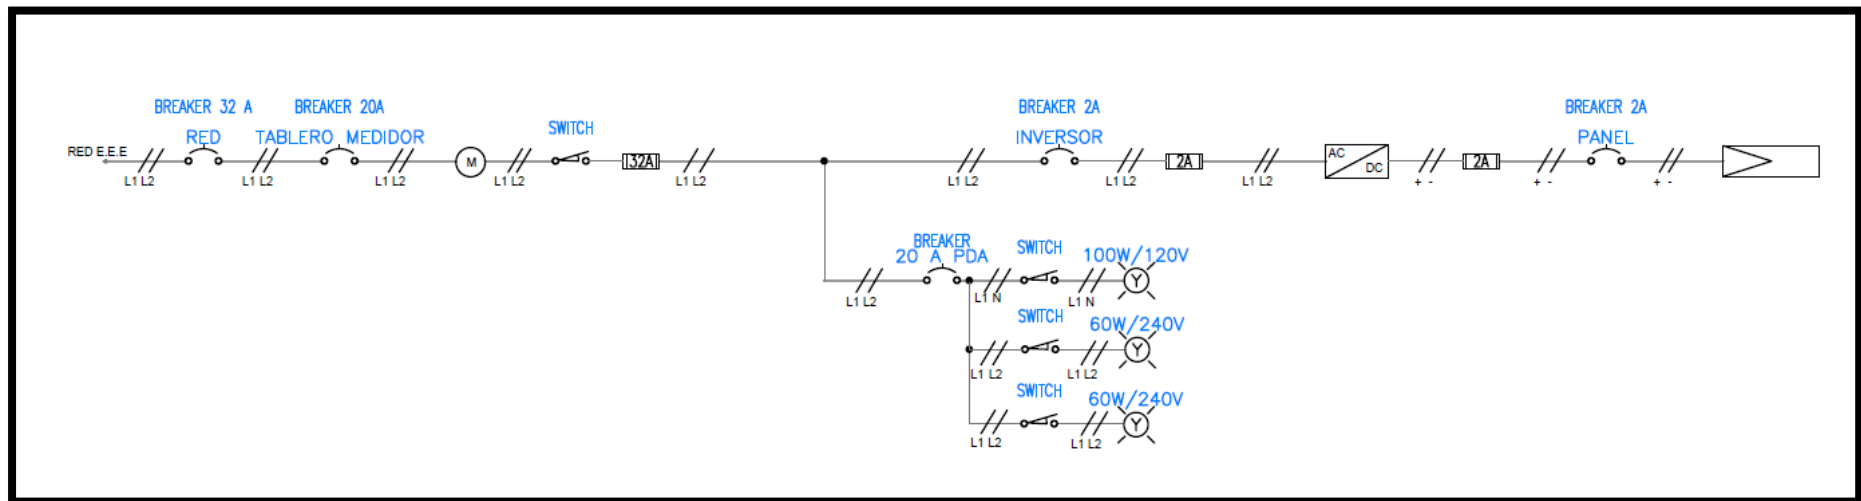 BREAKER 32 A
BREAKER 20A
BREAKER 2A
BREAKER 2A
RED
TABLERO MEDIDOR
SWITCH
INVERSOR
PANEL
RED E.E.E
M
32A
2A
AC
DC
2A
L1 L2
L1 L2
L1 L2
L1 L2
L1 L2
L1 L2
L1 L2
L1 L2
+ -
+ -
+ -
BREAKER
20 A PDA
SWITCH
100W/120V
Y
L1 L2
L1 N
L1 N
SWITCH
60W/240V
Y
L1 L2
L1 L2
SWITCH
60W/240V
Y
L1 L2
L1 L2